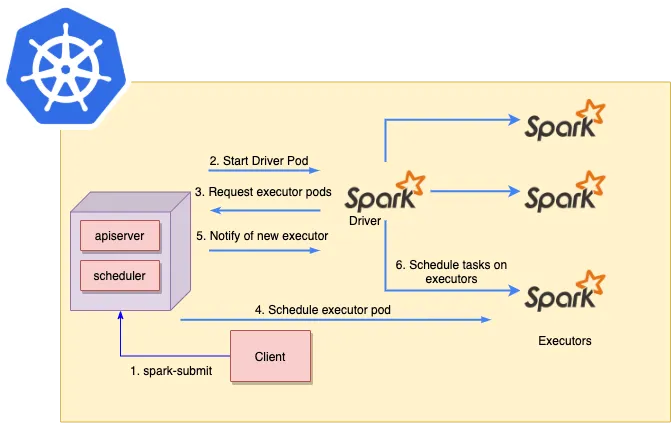 Spark
2. Start Driver Pod
3. Request executor pods
Spark
Spark
Driver
apiserver
5. Notify of new executor
scheduler
6. Schedule tasks on
executors
Spark
4. Schedule executor pod
Executors
Client
1. spark-submit